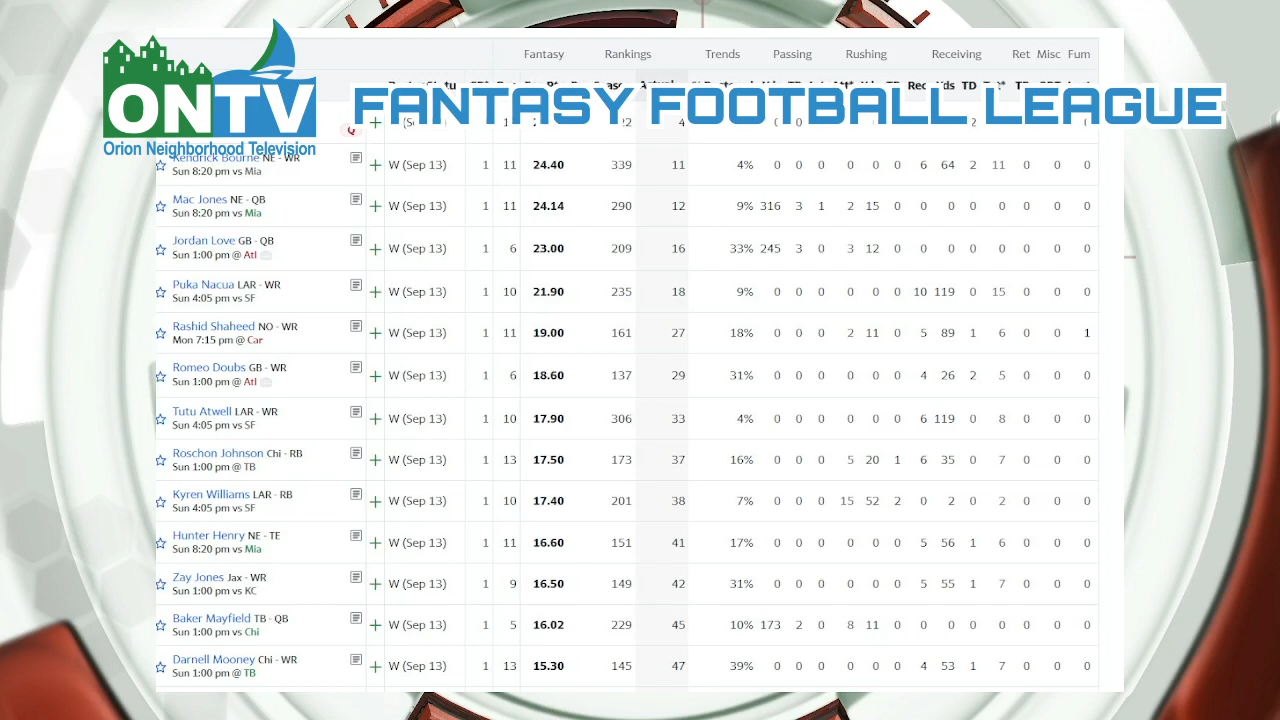 ONTV
Orion Neighborhood Television
FANTASY FOOTBALL LEAGUE
Fantasy Rankings Trends Passing Rushing Receiving Ret Misc Fum
Rec TD
Kendrick Bourne NE - WR
Sun 8:20 pm vs Mia
W (Sep 13) 1 11 24.40 339 11 4% 0 0 0 0 0 0 6 64 2 11 0 0 0
Mac Jones NE - QB
Sun 8:20 pm vs Mia
W (Sep 13) 1 11 24.14 290 12 9% 316 3 1 2 15 0 0 0 0 0 0 0 0
Jordan Love GB - QB
Sun 1:00 pm @ Atl
W (Sep 13) 1 6 23.00 209 16 33% 245 3 0 3 12 0 0 0 0 0 0 0 0
Puka Nacua LAR - WR
Sun 4:05 pm vs SF
W (Sep 13) 1 10 21.90 235 18 9% 0 0 0 0 0 0 10 119 0 15 0 0 0
Rashid Shaheed NO - WR
Mon 7:15 pm @ Car
W (Sep 13) 1 11 19.00 161 27 18% 0 0 0 2 11 0 5 89 1 6 0 0 1
Romeo Doubs GB - WR
Sun 1:00 pm @ Atl
W (Sep 13) 1 6 18.60 137 29 31% 0 0 0 0 0 0 4 26 2 5 0 0 0
Tutu Atwell LAR - WR
Sun 4:05 pm vs SF
W (Sep 13) 1 10 17.90 306 33 4% 0 0 0 0 0 0 6 119 0 8 0 0 0
Roschon Johnson Chi - RB
Sun 1:00 pm @ TB
W (Sep 13) 1 13 17.50 173 37 16% 0 0 0 5 20 1 6 35 0 7 0 0 0
Kyren Williams LAR - RB
Sun 4:05 pm vs SF
W (Sep 13) 1 10 17.40 201 38 7% 0 0 0 15 52 2 0 2 0 2 0 0 0
Hunter Henry NE - TE
Sun 8:20 pm vs Mia
W (Sep 13) 1 11 16.60 151 41 17% 0 0 0 0 0 0 5 56 1 6 0 0 0
Zay Jones Jax - WR
Sun 1:00 pm vs KC
W (Sep 13) 1 9 16.50 149 42 31% 0 0 0 0 0 0 5 55 1 7 0 0 0
Baker Mayfield TB - QB
Sun 1:00 pm vs Chi
W (Sep 13) 1 5 16.02 229 45 10% 173 2 0 8 11 0 0 0 0 0 0 0 0
Darnell Mooney Chi - WR
Sun 1:00 pm @ TB
W (Sep 13) 1 13 15.30 145 47 39% 0 0 0 0 0 0 4 53 1 7 0 0 0